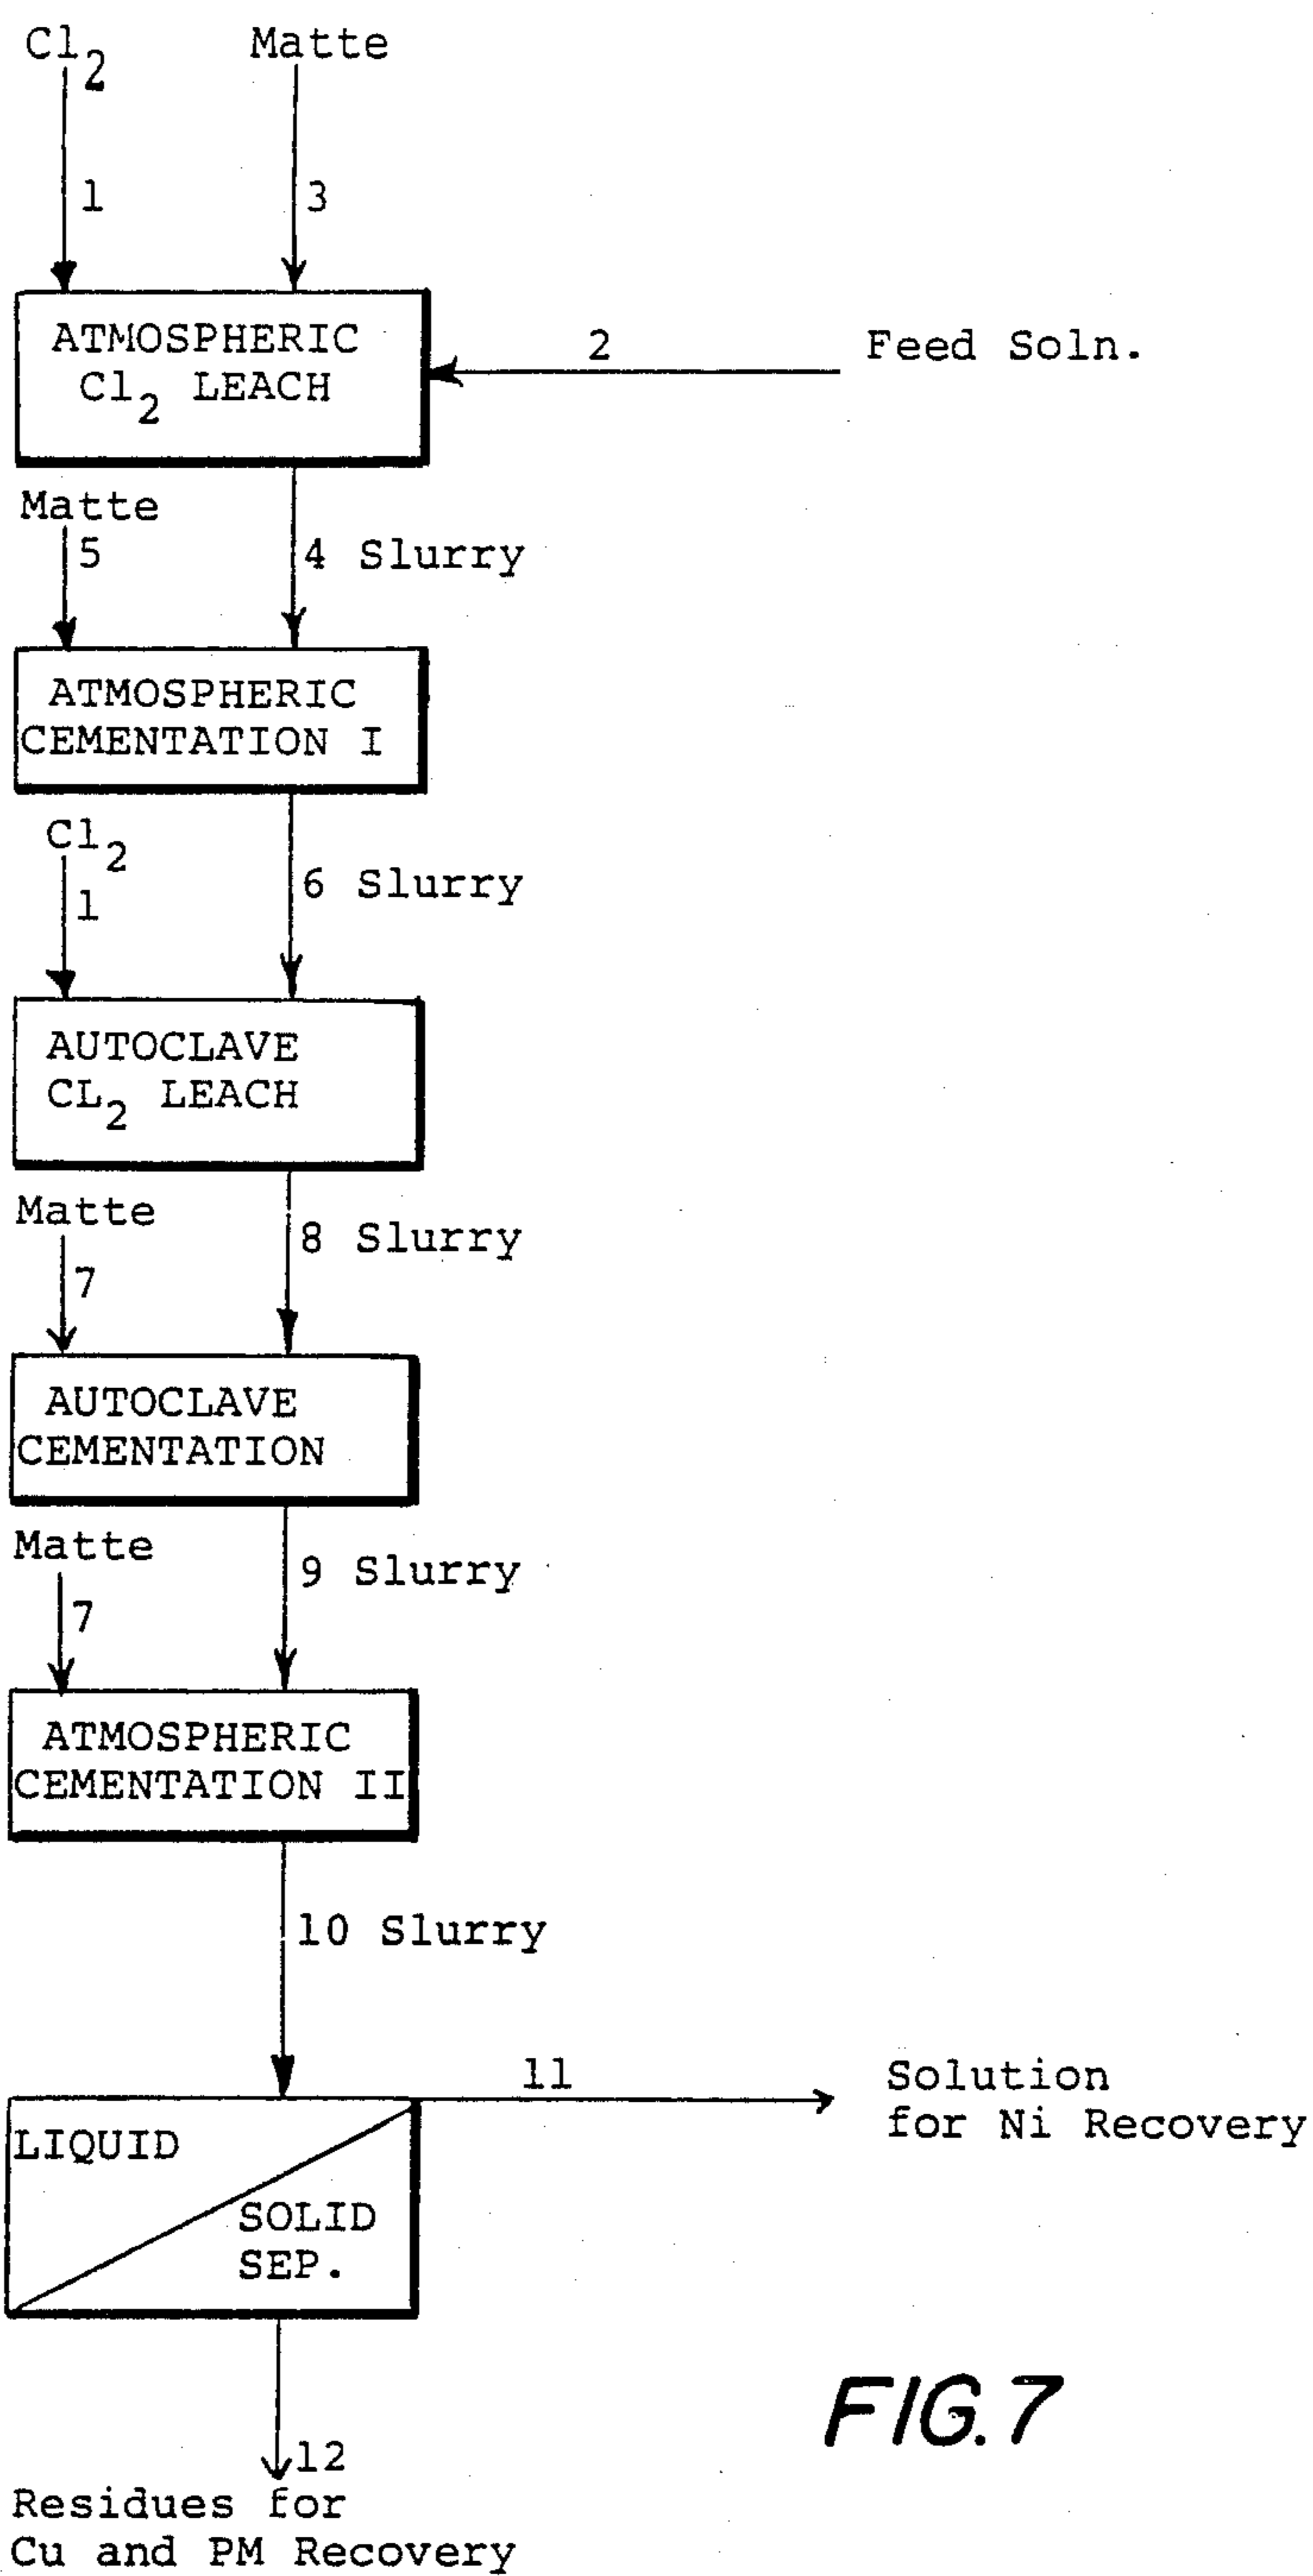 Cl2 Matte
1 3
ATMOSPHERIC
Cl2 LEACH
2 Feed Soln.
Matte
5 4 Slurry
ATMOSPHERIC
CEMENTATION I
Cl2
1 6 Slurry
AUTOCLAVE
CL2 LEACH
Matte
7 8 Slurry
AUTOCLAVE
CEMENTATION
Matte
7 9 Slurry
ATMOSPHERIC
CEMENTATION II
10 Slurry
11 Solution
for Ni Recovery
LIQUID
SOLID
SEP.
12
Residues for
Cu and PM Recovery
FIG. 7